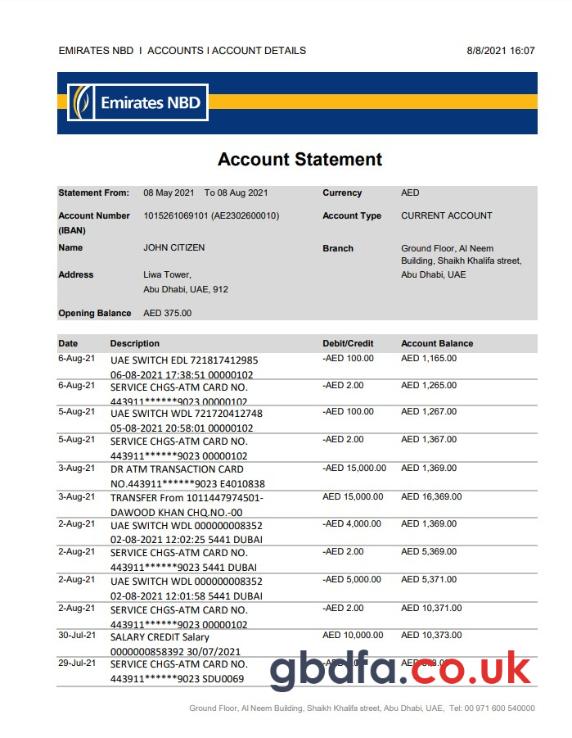 EMIRATES NBD I ACCOUNTS I ACCOUNT DETAILS 8/8/2021 16:07
Emirates NBD
Account Statement
Statement From: 08 May 2021 To 08 Aug 2021 Currency AED
Account Number 1015261069101 (AE2302600010) Account Type CURRENT ACCOUNT
(IBAN)
Name JOHN CITIZEN Branch Ground Floor, Al Neem
Building, Shaikh Khalifa street,
Address Liwa Tower, Abu Dhabi, UAE
Abu Dhabi, UAE, 912
Opening Balance AED 375.00
Date Description Debit/Credit Account Balance
6-Aug-21 UAE SWITCH EDL 721817412985 -AED 100.00 AED 1,165.00
06-08-2021 17:38:51 00000102
6-Aug-21 SERVICE CHGS-ATM CARD NO. -AED 2.00 AED 1,265.00
443911******9023 00000102
5-Aug-21 UAE SWITCH WDL 721720412748 -AED 100.00 AED 1,267.00
05-08-2021 20:58:01 00000102
5-Aug-21 SERVICE CHGS-ATM CARD NO. -AED 2.00 AED 1,367.00
443911******9023 00000102
3-Aug-21 DR ATM TRANSACTION CARD -AED 15,000.00 AED 1,369.00
NO.443911******9023 E4010838
3-Aug-21 TRANSFER From 1011447974501- AED 15,000.00 AED 16,369.00
DAWOOD KHAN CHQ.NO.-00
2-Aug-21 UAE SWITCH WDL 000000008352 -AED 4,000.00 AED 1,369.00
02-08-2021 12:02:25 5441 DUBAI
2-Aug-21 SERVICE CHGS-ATM CARD NO. -AED 2.00 AED 5,369.00
443911******9023 5441 DUBAI
2-Aug-21 UAE SWITCH WDL 000000008352 -AED 5,000.00 AED 5,371.00
02-08-2021 12:01:58 5441 DUBAI
2-Aug-21 SERVICE CHGS-ATM CARD NO. -AED 2.00 AED 10,371.00
443911******9023 00000102
30-Jul-21 SALARY CREDIT Salary AED 10,000.00 AED 10,373.00
0000000858392 30/07/2021
29-Jul-21 SERVICE CHGS-ATM CARD NO.
443911******9023 SDU0069
gbdfa.co.uk
Ground Floor, Al Neem Building, Shaikh Khalifa street, Abu Dhabi, UAE, Tel: 00 971 600 540000